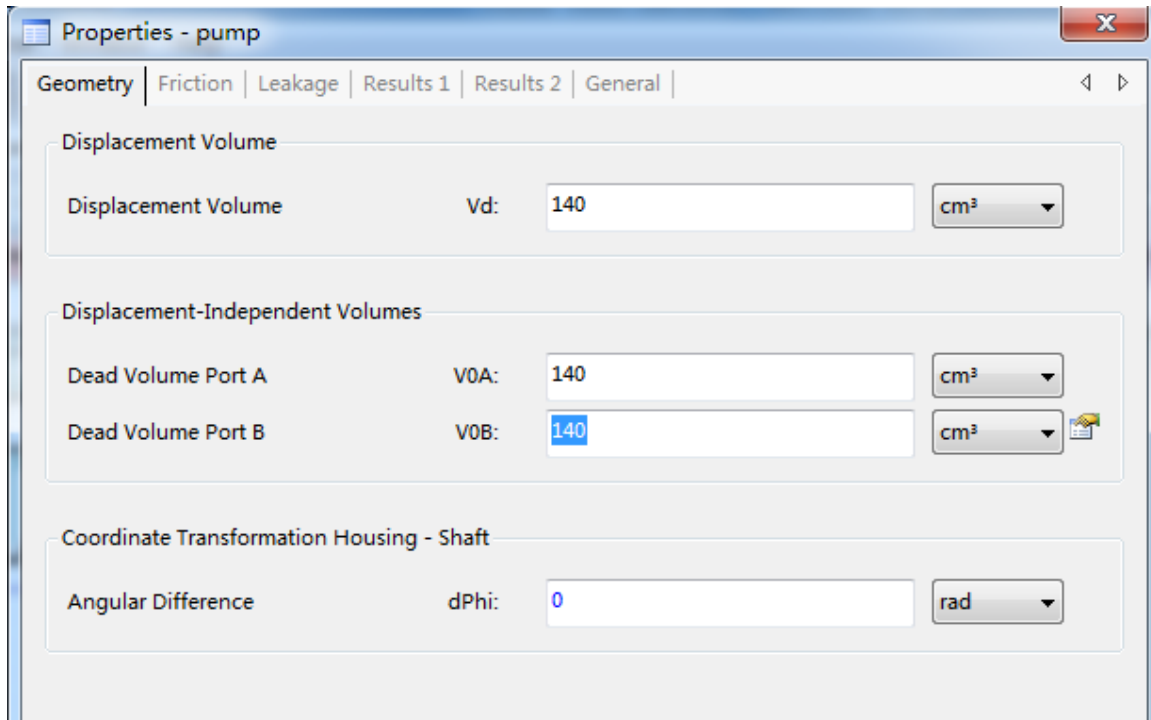 Properties - pump
Geometry Friction Leakage Results 1 Results 2 General
Displacement Volume
Displacement Volume Vd: 140 cm³
Displacement-Independent Volumes
Dead Volume Port A V0A: 140 cm³
Dead Volume Port B V0B: 140 cm³
Coordinate Transformation Housing - Shaft
Angular Difference dPhi: 0 rad